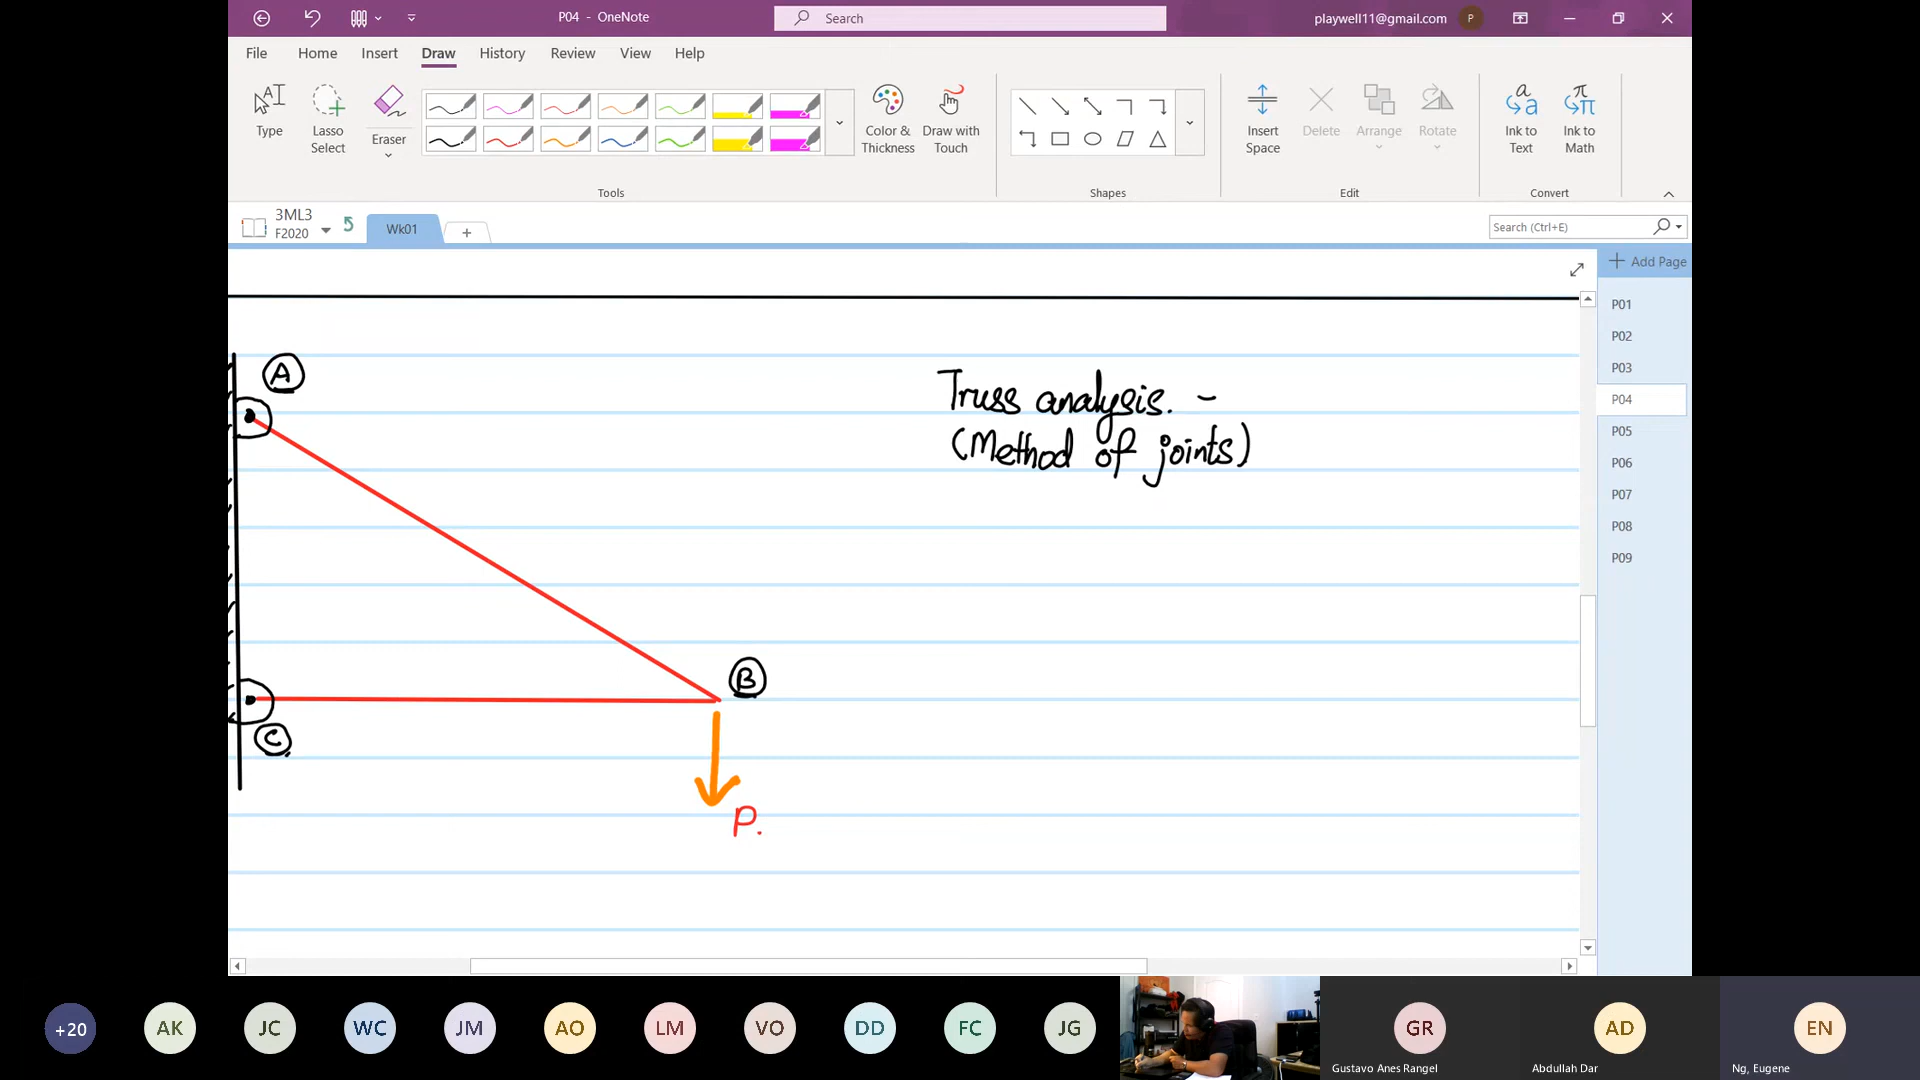 P04 - OneNote
Search
playwell11@gmail.com
P
File
Home
Insert
Draw
History
Review
View
Help
Type
Lasso
Select
Eraser
Color &
Thickness
Draw with
Touch
Insert
Space
Delete
Arrange
Rotate
Ink to
Text
Ink to
Math
Tools
Shapes
Edit
Convert
3ML3
F2020
Wk01
Search (Ctrl+E)
Add Page
P01
P02
P03
P04
P05
P06
P07
P08
P09
A
Truss analysis. -
(Method of joints)
B
C
P.
+20
AK
JC
WC
JM
AO
LM
VO
DD
FC
JG
GR
Gustavo Anes Rangel
AD
Abdullah Dar
EN
Ng, Eugene